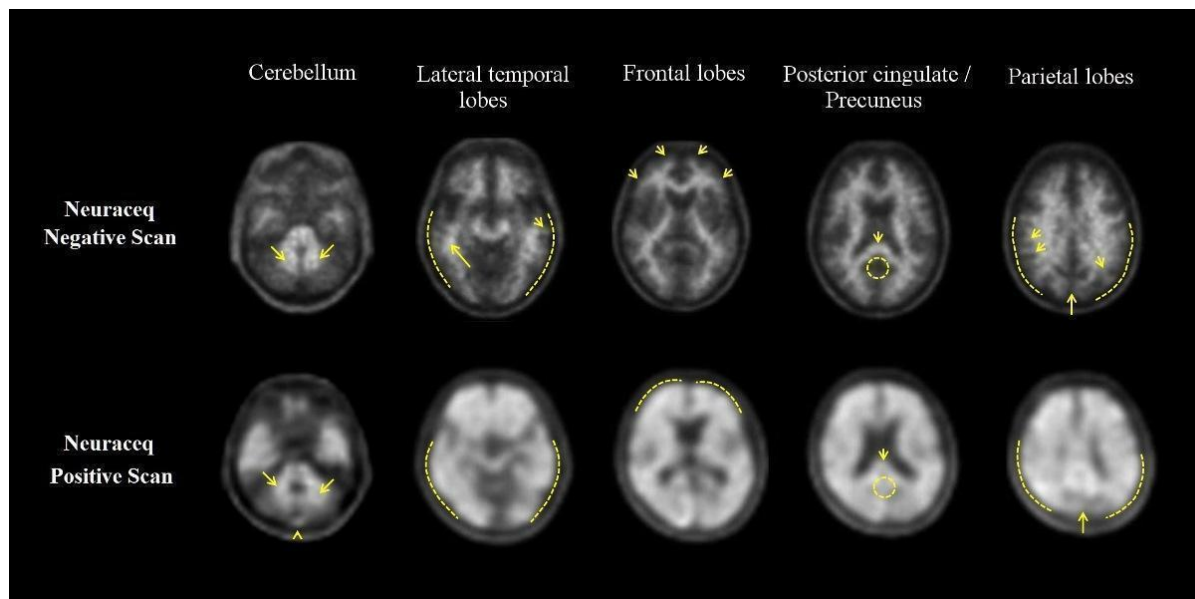 Cerebellum
Lateral temporal
lobes
Frontal lobes
Posterior cingulate /
Precuneus
Parietal lobes
Neuraceq
Negative Scan
Neuraceq
Positive Scan